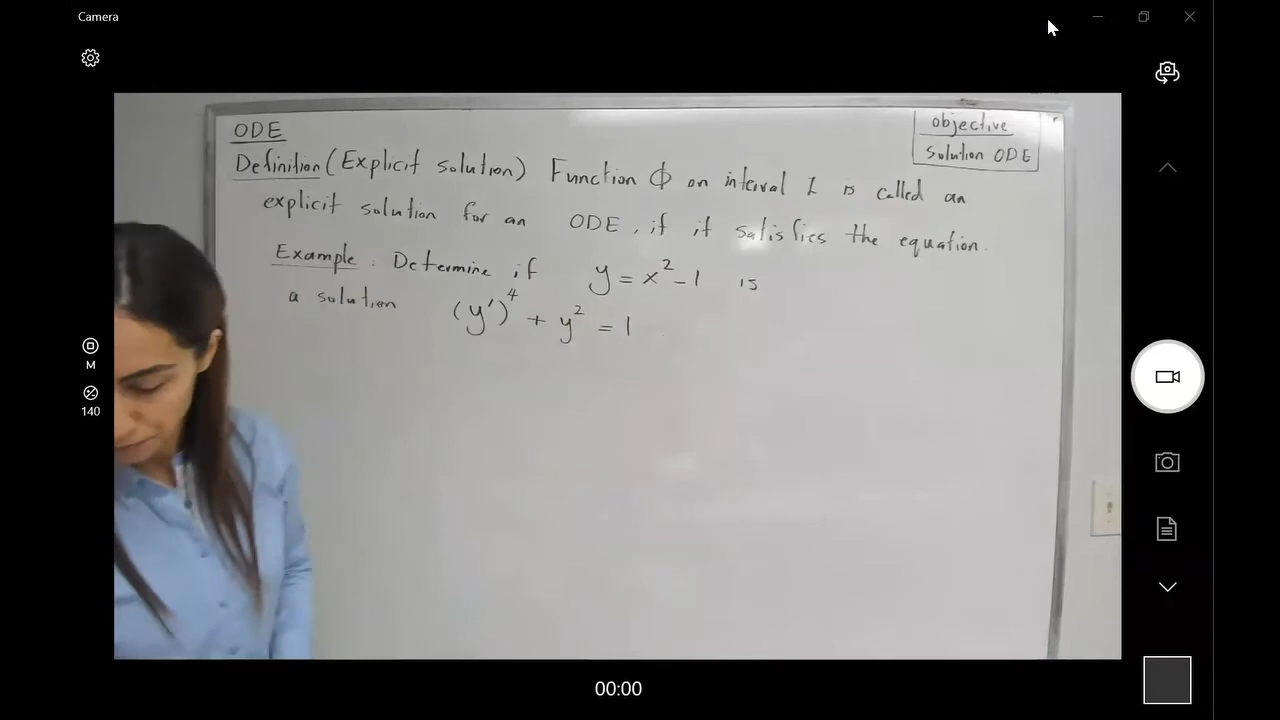 Camera
ODE
objective
Solution ODE
Definition (Explicit solution) Function Φ on interval I is called an
explicit solution for an ODE, if it satisfies the equation.
Example. Determine if y = x² - 1 is
a solution (y')⁴ + y² = 1
M
140
00:00